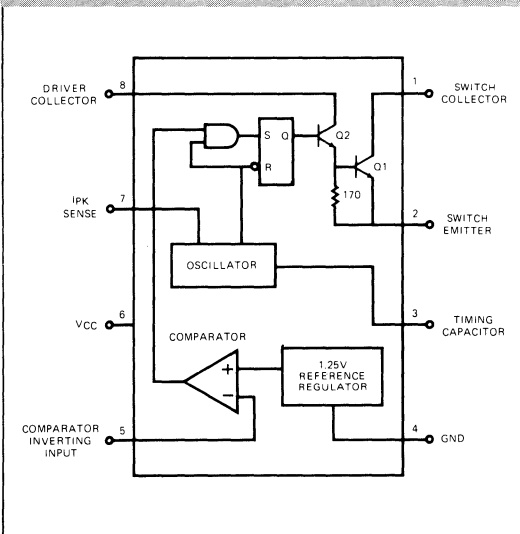 DRIVER
COLLECTOR
8
1
SWITCH
COLLECTOR
S Q
Q2
R
Q1
170
IPK
SENSE
7
2
SWITCH
EMITTER
OSCILLATOR
VCC
6
3
TIMING
CAPACITOR
COMPARATOR
+
−
1.25V
REFERENCE
REGULATOR
COMPARATOR
INVERTING
INPUT
5
4
GND